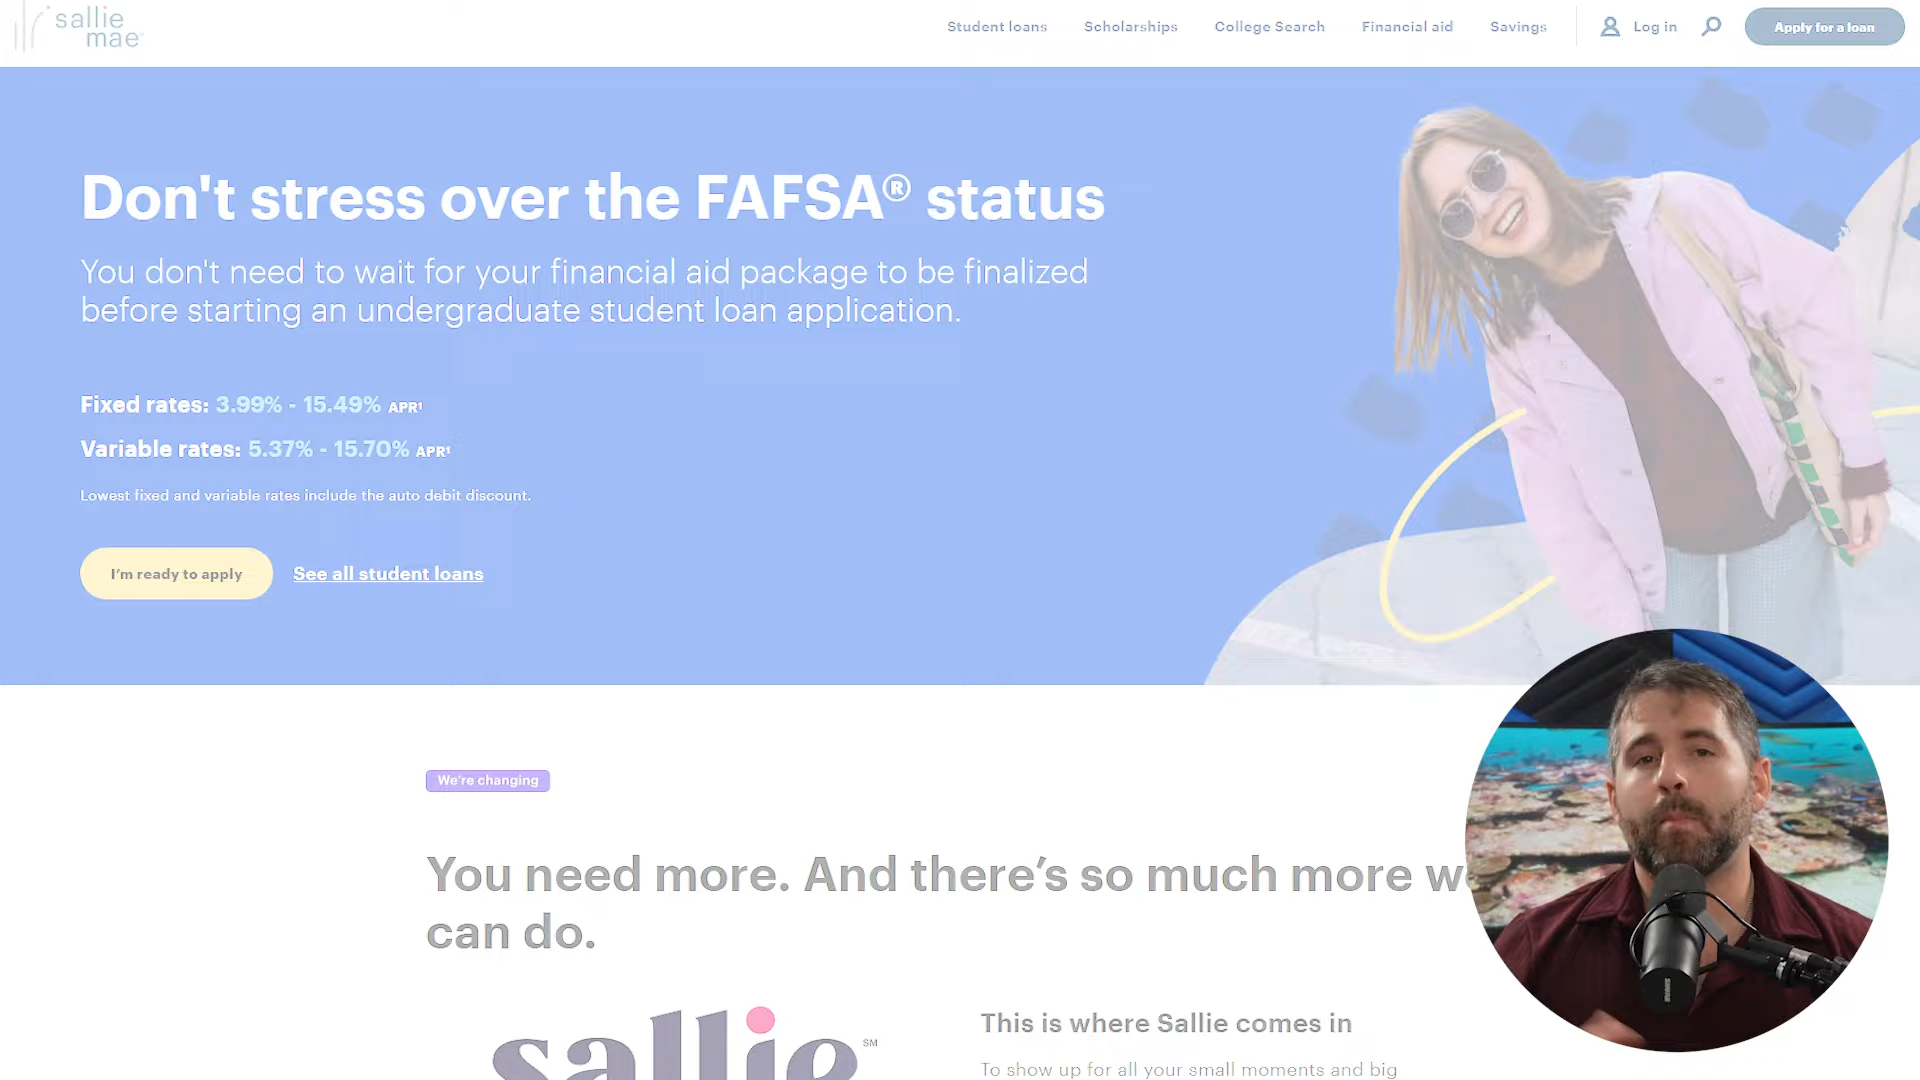 sallie
mae
Student loans
Scholarships
College Search
Financial aid
Savings
Log in
Apply for a loan
Don't stress over the FAFSA® status
You don't need to wait for your financial aid package to be finalized
before starting an undergraduate student loan application.
Fixed rates: 3.99% - 15.49% APR¹
Variable rates: 5.37% - 15.70% APR¹
Lowest fixed and variable rates include the auto debit discount.
I’m ready to apply
See all student loans
We're changing
You need more. And there’s so much more we
can do.
sallie℠
This is where Sallie comes in
To show up for all your small moments and big